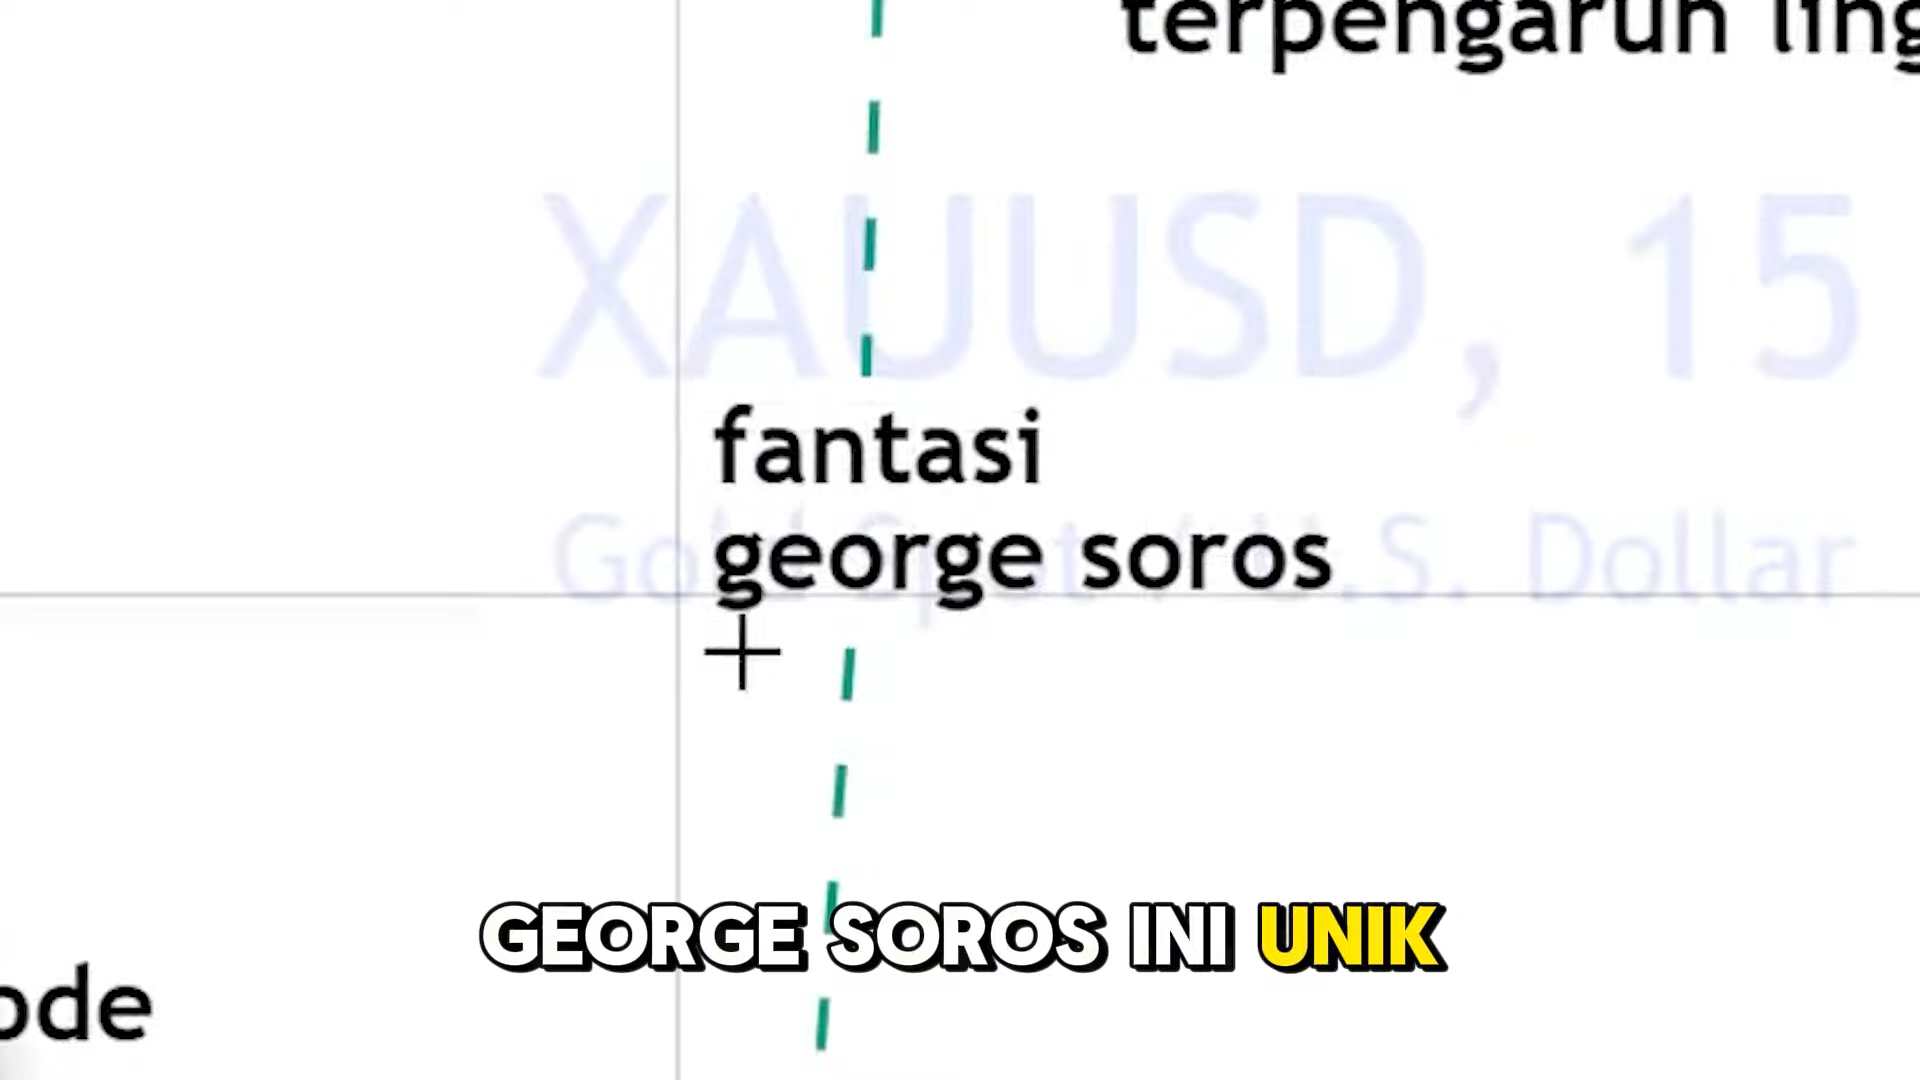 terpengaruh ling
XAUUSD, 15
fantasi
Gold Spot / U.S. Dollar
george soros
GEORGE SOROS INI UNIK
ode